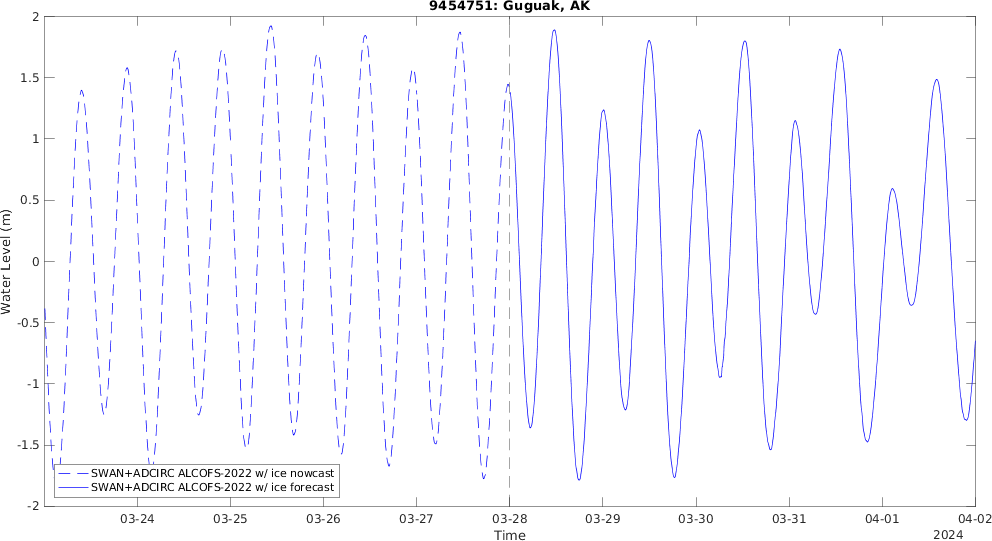 9454751: Guguak, AK
2
1.5
1
0.5
0
-0.5
-1
-1.5
-2
Water Level (m)
SWAN+ADCIRC ALCOFS-2022 w/ ice nowcast
SWAN+ADCIRC ALCOFS-2022 w/ ice forecast
03-24 03-25 03-26 03-27 03-28 03-29 03-30 03-31 04-01 04-02
Time
2024